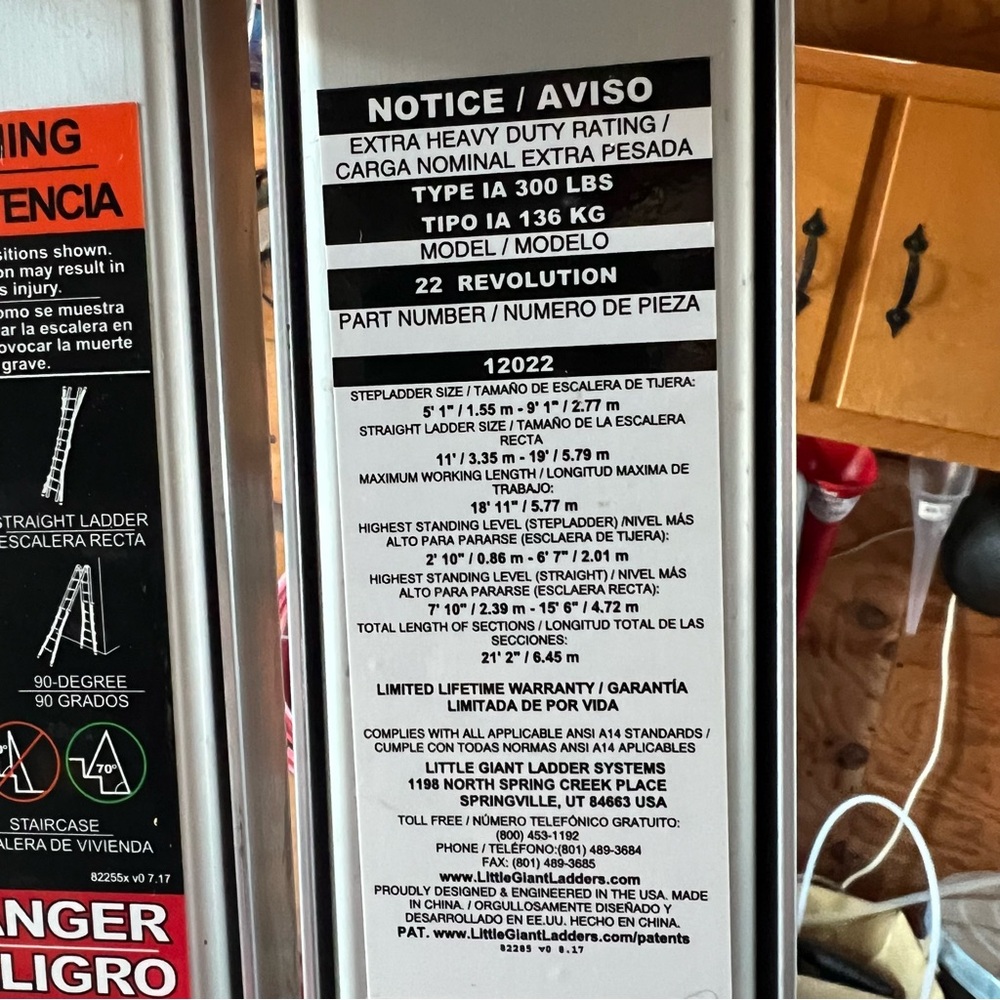 ING
ENCIA
sitions shown.
on may result in
s injury.
omo se muestra
ar la escalera en
ovocar la muerte
grave.
STRAIGHT LADDER
ESCALERA RECTA
90-DEGREE
90 GRADOS
70°
STAIRCASE
ALERA DE VIVIENDA
82255x v0 7.17
ANGER
LIGRO
NOTICE / AVISO
EXTRA HEAVY DUTY RATING /
CARGA NOMINAL EXTRA PESADA
TYPE IA 300 LBS
TIPO IA 136 KG
MODEL / MODELO
22 REVOLUTION
PART NUMBER / NUMERO DE PIEZA
12022
STEPLADDER SIZE / TAMAÑO DE ESCALERA DE TIJERA:
5' 1" / 1.55 m - 9' 1" / 2.77 m
STRAIGHT LADDER SIZE / TAMAÑO DE LA ESCALERA
RECTA
11' / 3.35 m - 19' / 5.79 m
MAXIMUM WORKING LENGTH / LONGITUD MAXIMA DE
TRABAJO:
18' 11" / 5.77 m
HIGHEST STANDING LEVEL (STEPLADDER) /NIVEL MÁS
ALTO PARA PARARSE (ESCLAERA DE TIJERA):
2' 10" / 0.86 m - 6' 7" / 2.01 m
HIGHEST STANDING LEVEL (STRAIGHT) / NIVEL MÁS
ALTO PARA PARARSE (ESCLAERA RECTA):
7' 10" / 2.39 m - 15' 6" / 4.72 m
TOTAL LENGTH OF SECTIONS / LONGITUD TOTAL DE LAS
SECCIONES:
21' 2" / 6.45 m
LIMITED LIFETIME WARRANTY / GARANTÍA
LIMITADA DE POR VIDA
COMPLIES WITH ALL APPLICABLE ANSI A14 STANDARDS /
CUMPLE CON TODAS NORMAS ANSI A14 APLICABLES
LITTLE GIANT LADDER SYSTEMS
1198 NORTH SPRING CREEK PLACE
SPRINGVILLE, UT 84663 USA
TOLL FREE / NÚMERO TELEFÓNICO GRATUITO:
(800) 453-1192
PHONE / TELÉFONO:(801) 489-3684
FAX: (801) 489-3685
www.LittleGiantLadders.com
PROUDLY DESIGNED & ENGINEERED IN THE USA. MADE
IN CHINA. / ORGULLOSAMENTE DISEÑADO Y
DESARROLLADO EN EE.UU. HECHO EN CHINA.
PAT. www.LittleGiantLadders.com/patents
82285 v0 8.17